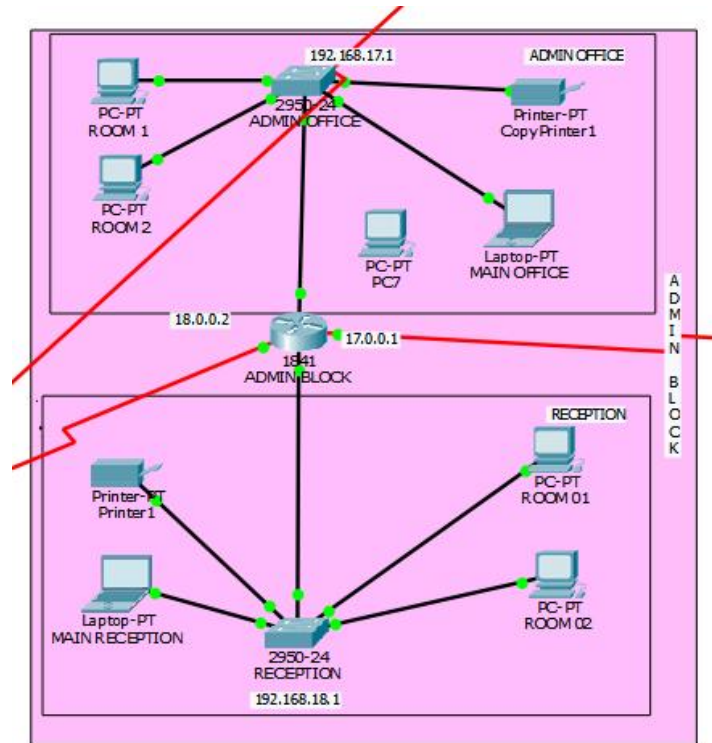 192.168.17.1
ADMIN OFFICE
PC-PT
ROOM 1
2950-24
ADMIN OFFICE
Printer-PT
CopyPrinter1
PC-PT
ROOM 2
PC-PT
PC7
Laptop-PT
MAIN OFFICE
18.0.0.2
17.0.0.1
1841
ADMIN BLOCK
ADMIN BLOCK
RECEPTION
Printer-PT
Printer1
PC-PT
ROOM 01
Laptop-PT
MAIN RECEPTION
2950-24
RECEPTION
PC-PT
ROOM 02
192.168.18.1